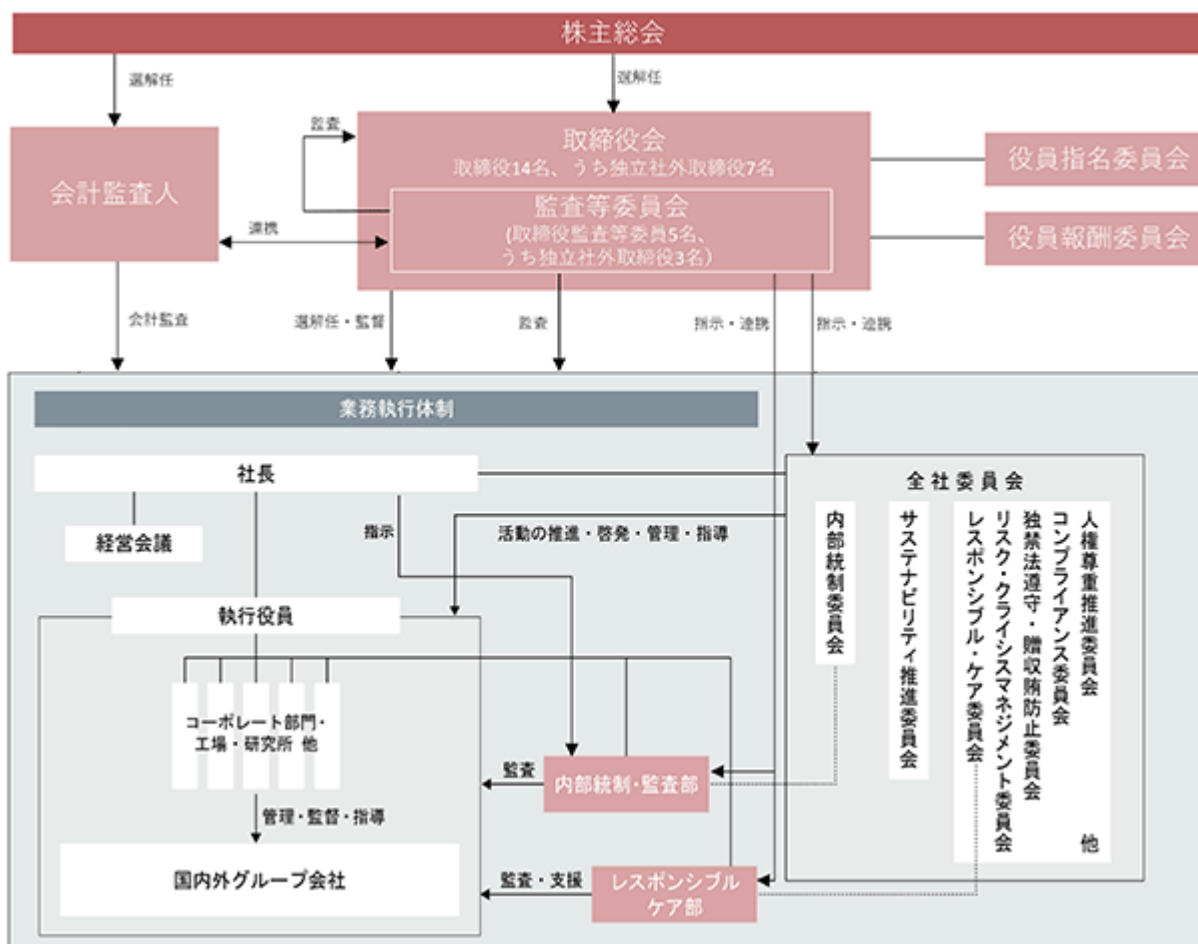 株主総会
選解任
選解任
会計監査人
監査
取締役会
取締役14名、うち独立社外取締役7名
監査等委員会
(取締役監査等委員5名、
うち独立社外取締役3名)
役員指名委員会
役員報酬委員会
連携
会計監査
選解任・監督
監査
指示・連携
指示・連携
業務執行体制
社長
経営会議
指示
活動の推進・啓発・管理・指導
執行役員
コーポレート部門・
工場・研究所 他
管理・監督・指導
国内外グループ会社
監査
内部統制・監査部
監査・支援
レスポンシブル
ケア部
全社委員会
内部統制委員会
サステナビリティ推進委員会
人権尊重推進委員会 他
コンプライアンス委員会
独禁法遵守・贈収賄防止委員会
リスク・クライシスマネジメント委員会
レスポンシブル・ケア委員会